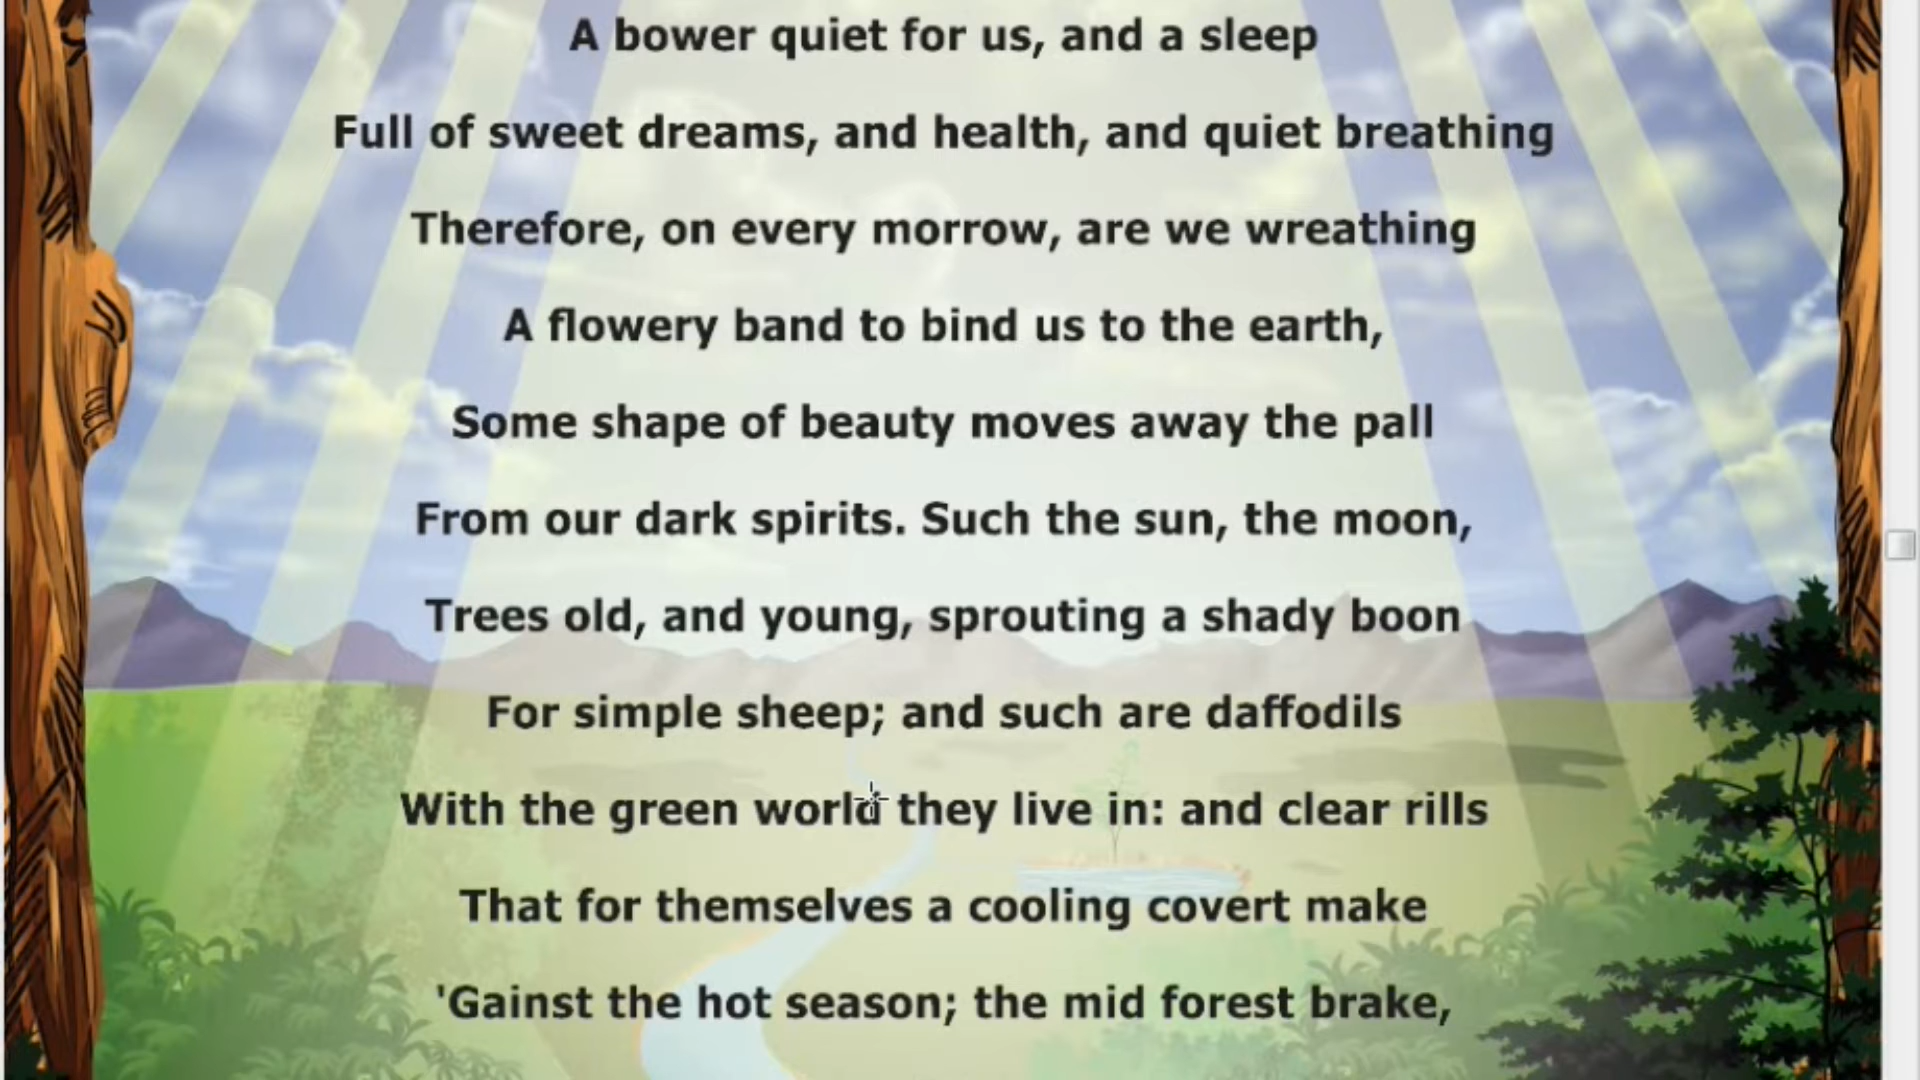 A bower quiet for us, and a sleep
Full of sweet dreams, and health, and quiet breathing
Therefore, on every morrow, are we wreathing
A flowery band to bind us to the earth,
Some shape of beauty moves away the pall
From our dark spirits. Such the sun, the moon,
Trees old, and young, sprouting a shady boon
For simple sheep; and such are daffodils
With the green world they live in: and clear rills
That for themselves a cooling covert make
'Gainst the hot season; the mid forest brake,